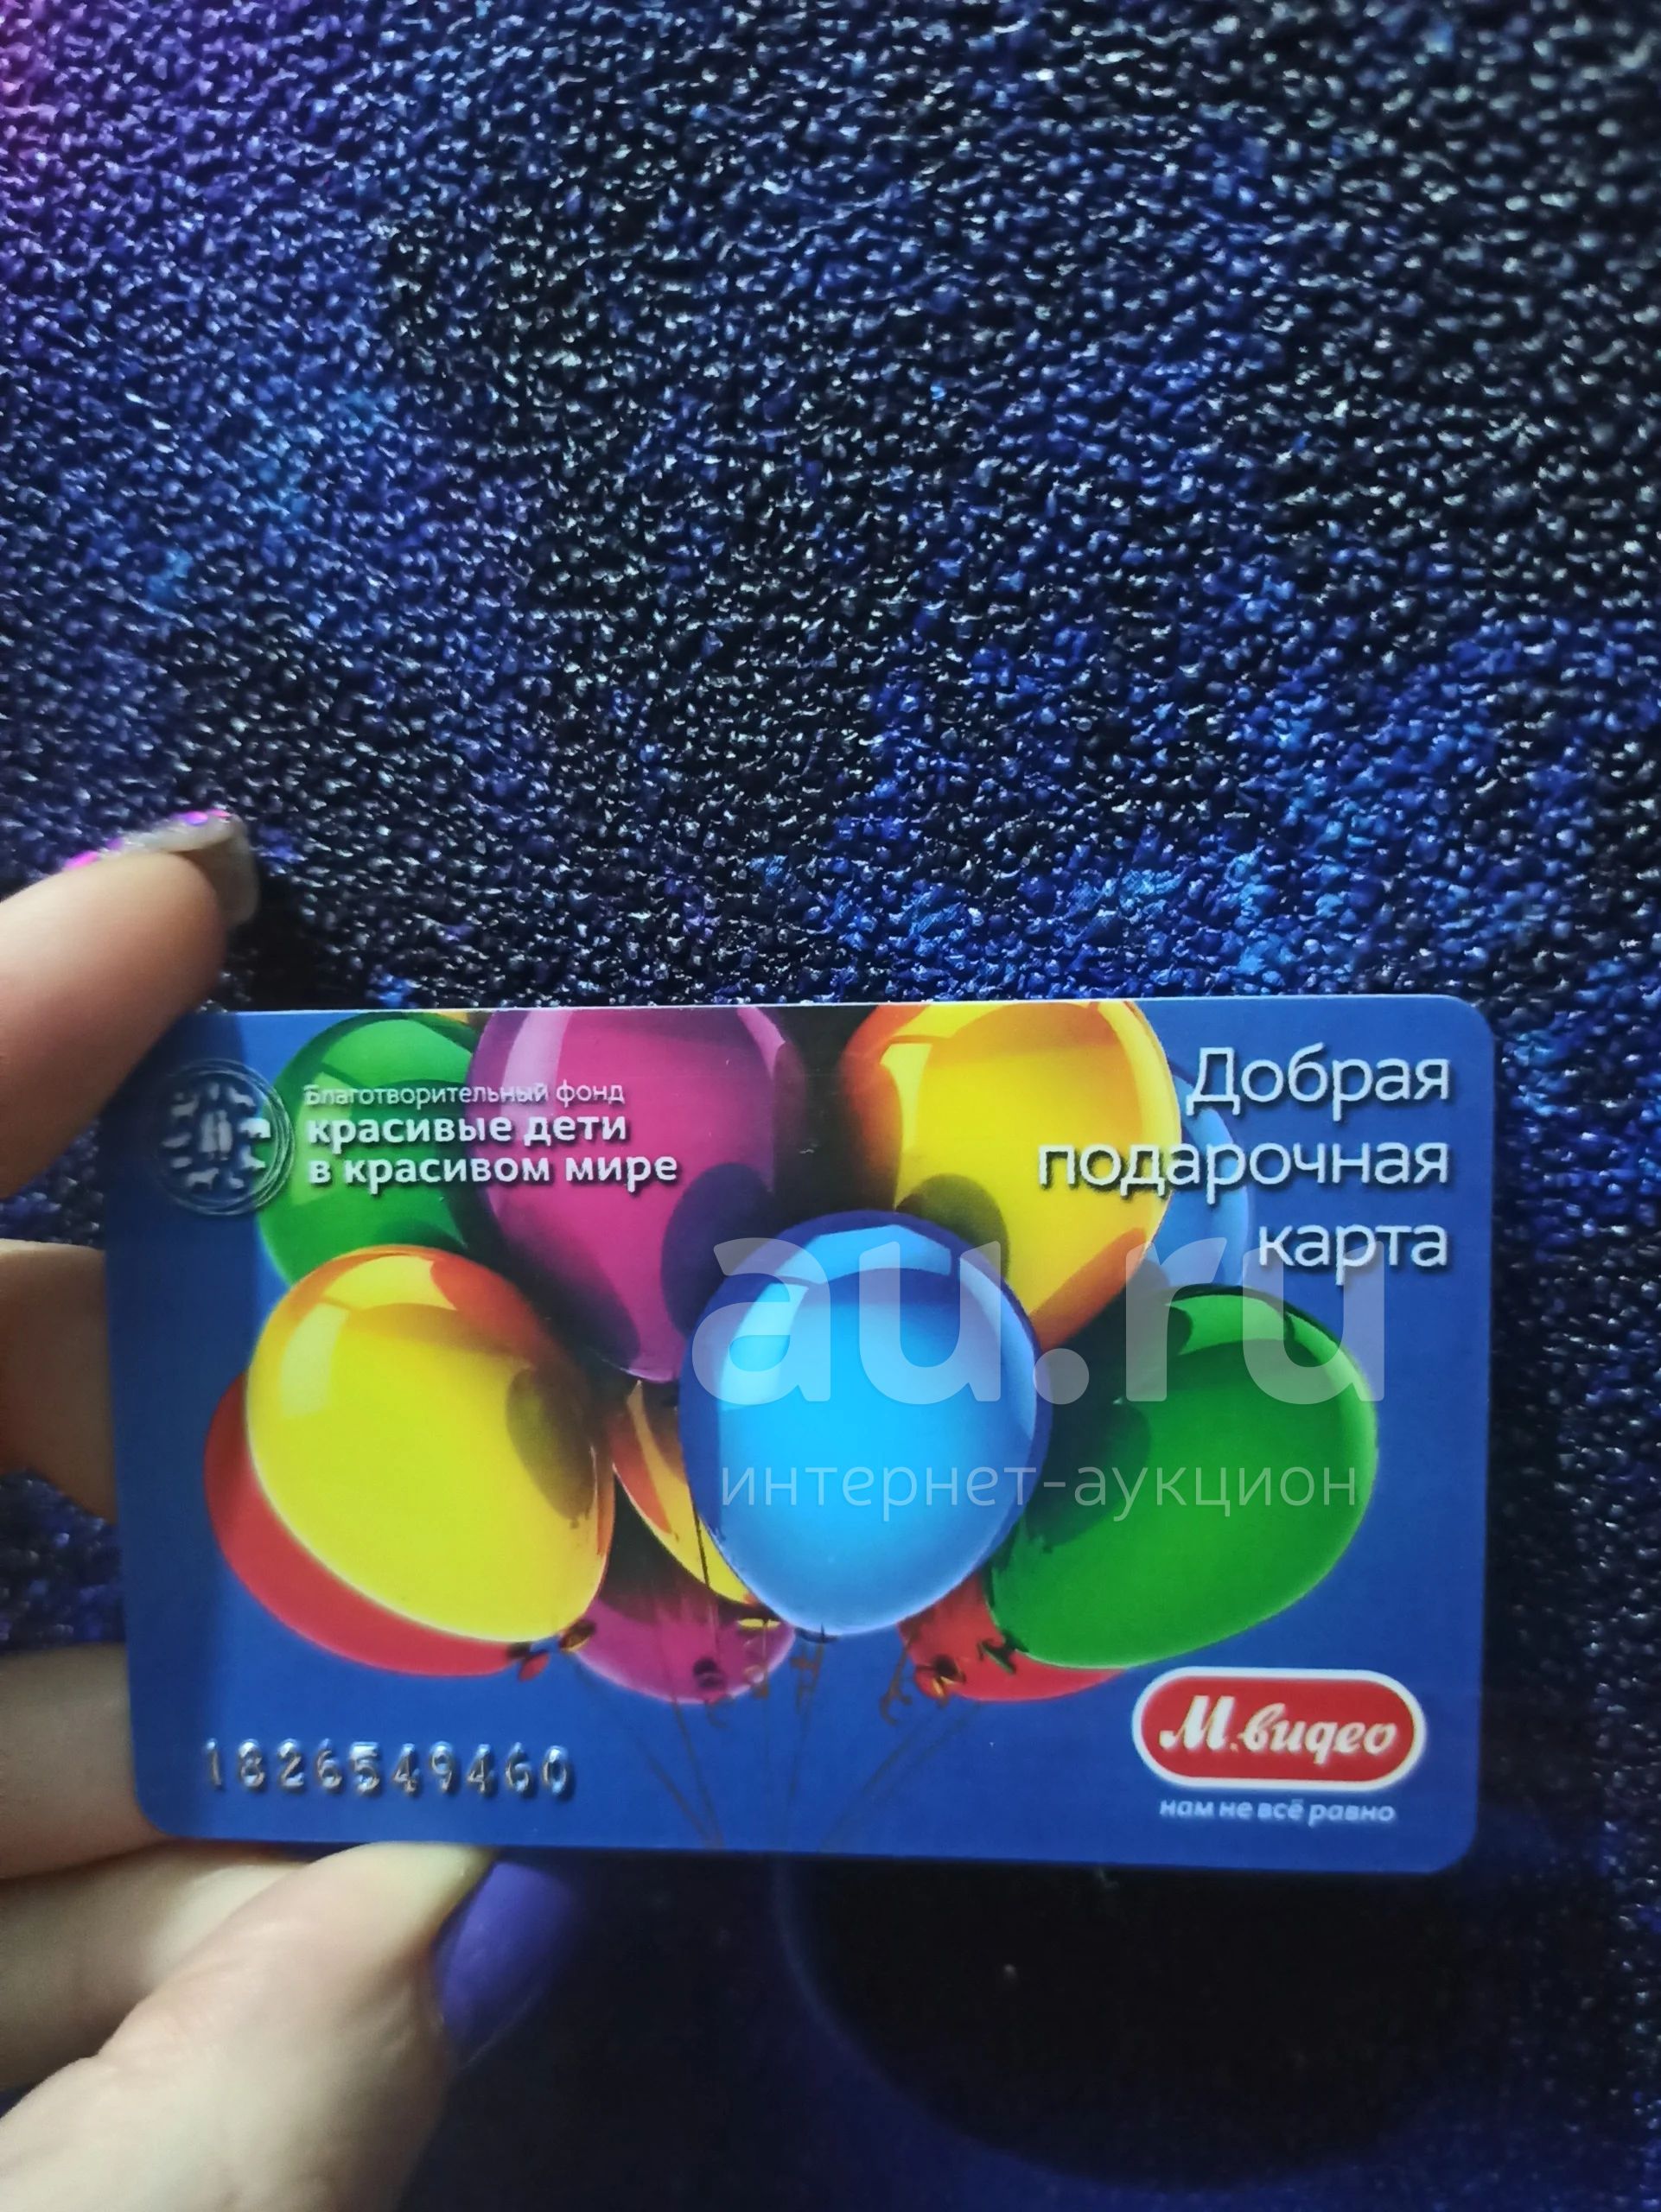 Благотворительный фонд
красивые дети
в красивом мире
Добрая
подарочная
карта
au.ru
интернет-аукцион
1826549460
М.видео
нам не всё равно